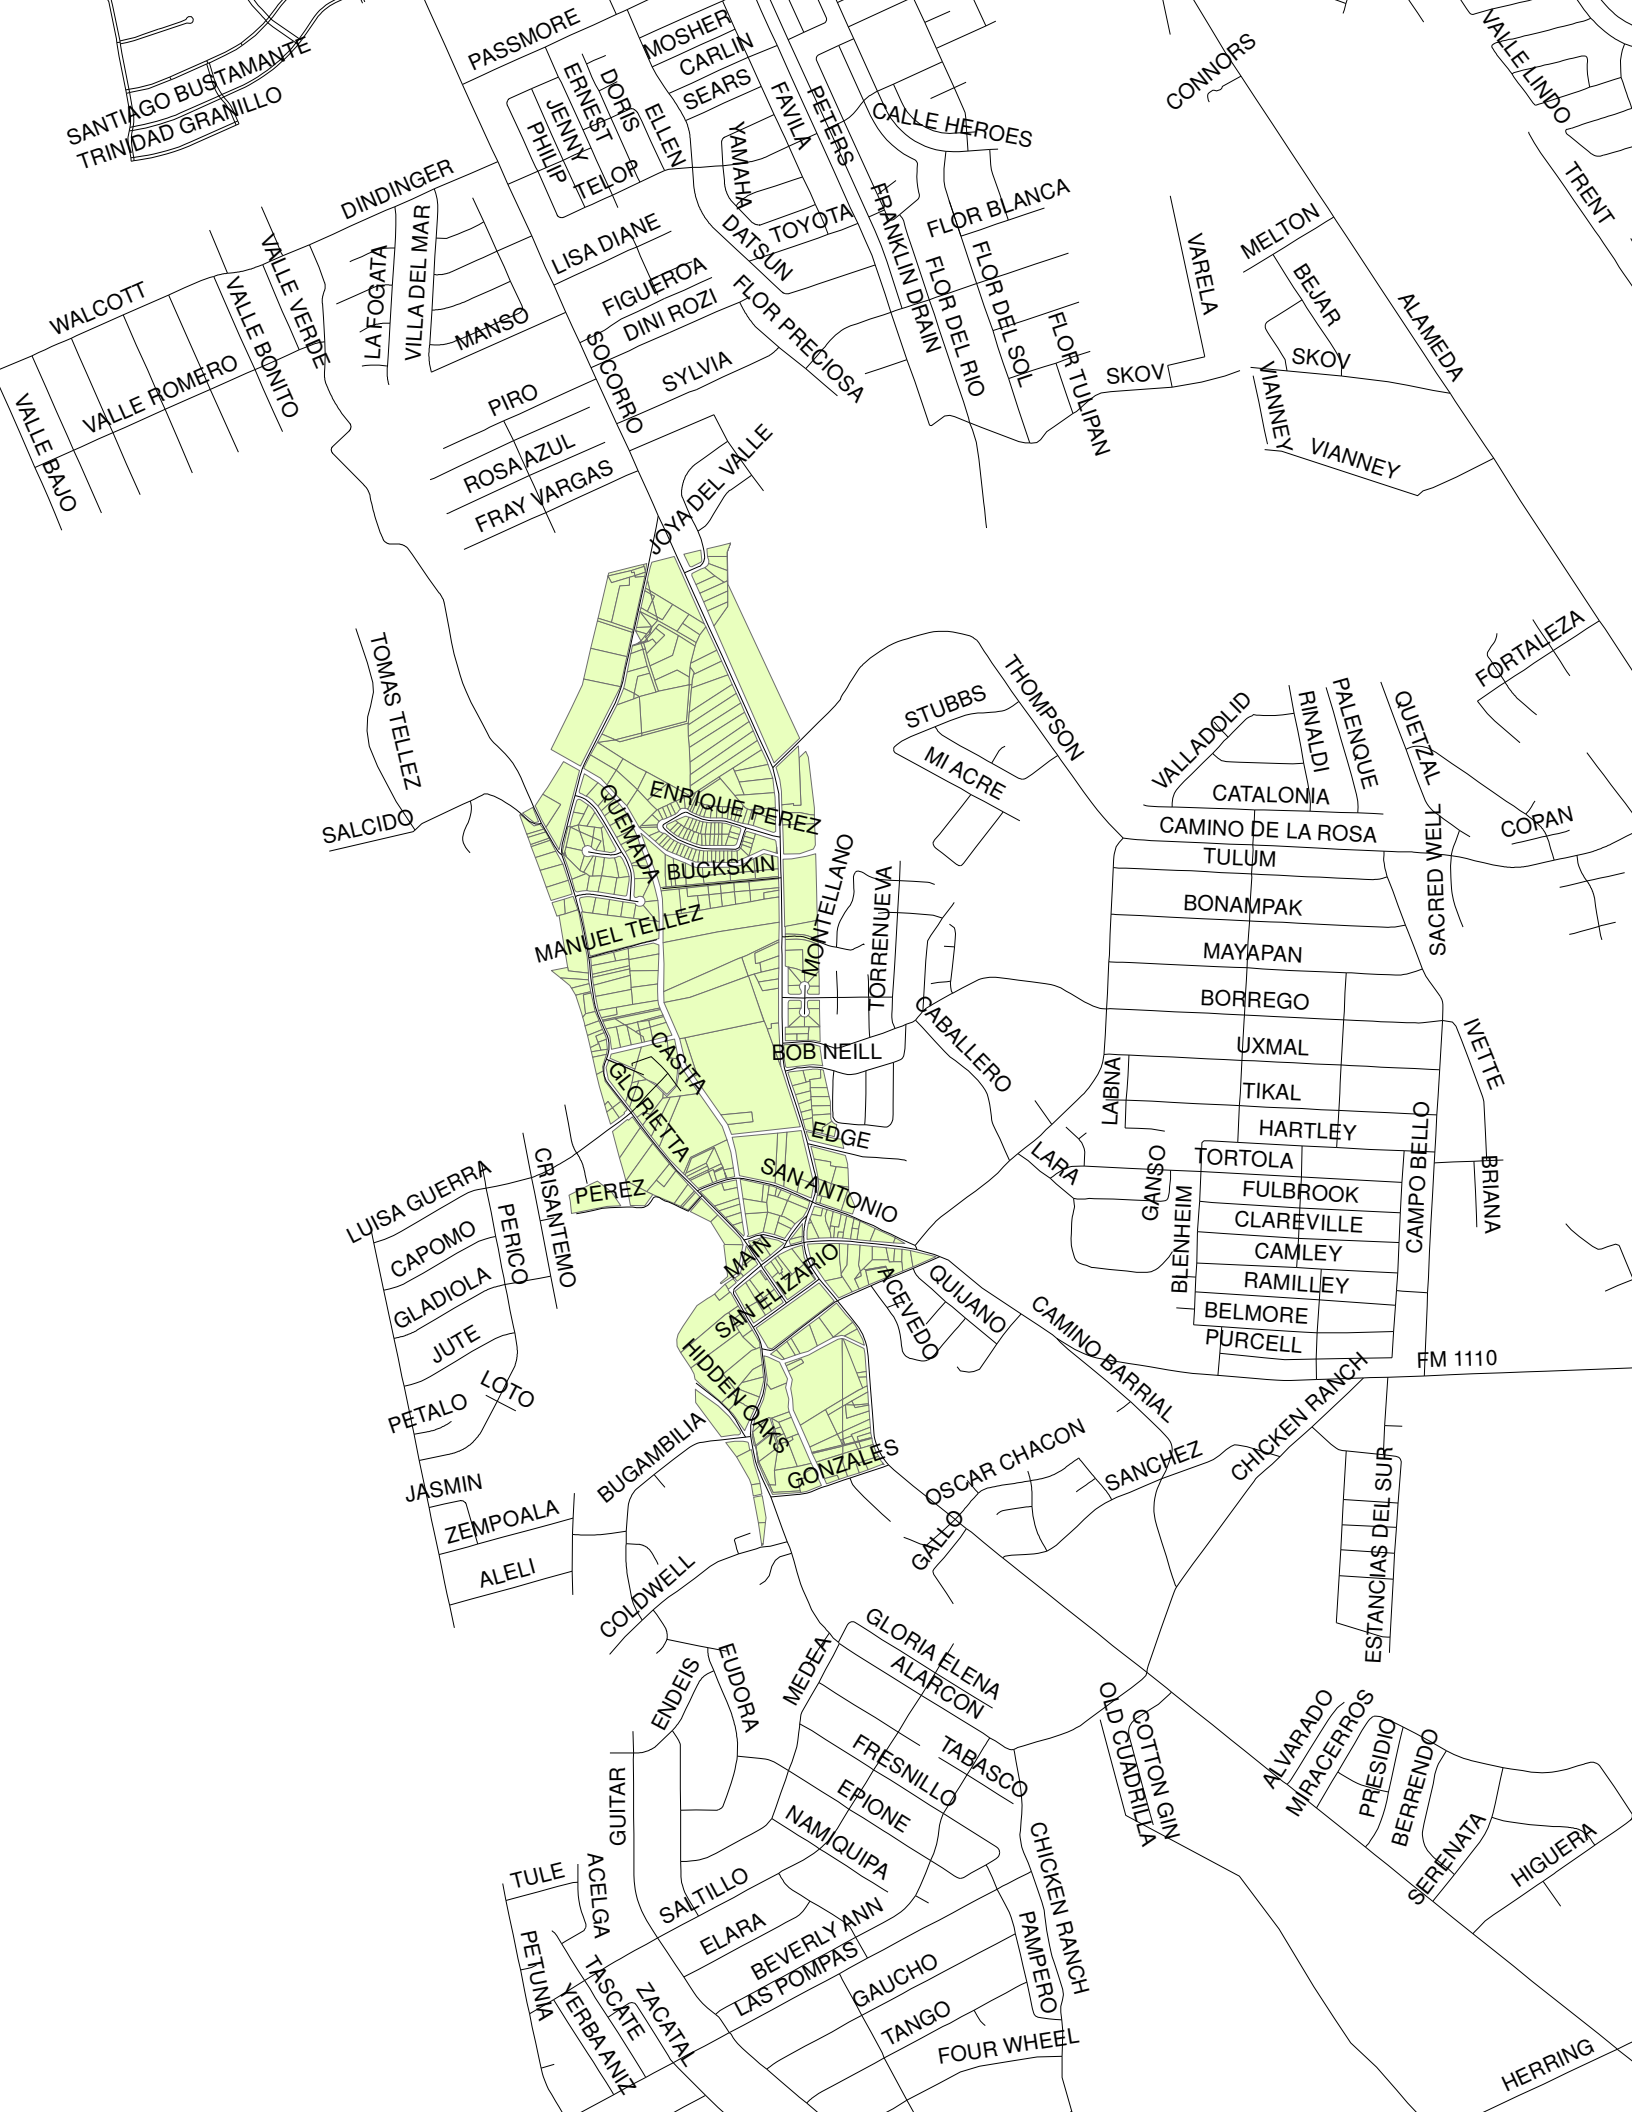 PASSMORE
MOSHER
CARLIN
SEARS
SANTIAGO BUSTAMANTE
TRINIDAD GRANILLO
ERNEST
DORIS
JENNY
PHILIP
ELLEN
TELOP
YAMAHA
FAVILA
PETERS
CALLE HEROES
CONNORS
VALLE LINDO
TRENT
DINDINGER
LISA DIANE
DATSUN
TOYOTA
FRANKLIN DRAIN
FLOR BLANCA
VARELA
MELTON
BEJAR
ALAMEDA
WALCOTT
VALLE VERDE
VALLE BONITO
LA FOGATA
VILLA DEL MAR
MANSO
FIGUEROA
DINI ROZI
FLOR PRECIOSA
FLOR DEL RIO
FLOR DEL SOL
FLOR TULIPAN
SKOV
SKOV
VIANNEY
VIANNEY
VALLE ROMERO
VALLE BAJO
SOCORRO
SYLVIA
PIRO
ROSA AZUL
FRAY VARGAS
JOYA DEL VALLE
FORTALEZA
TOMAS TELLEZ
SALCIDO
THOMPSON
STUBBS
MI ACRE
VALLADOLID
RINALDI
PALENQUE
QUETZAL
CATALONIA
CAMINO DE LA ROSA
COPAN
TULUM
SACRED WELL
BONAMPAK
MAYAPAN
BORREGO
UXMAL
IVETTE
TIKAL
LABNA
HARTLEY
QUEMADA
ENRIQUE PEREZ
BUCKSKIN
MANUEL TELLEZ
MONTELLANO
TORRENUEVA
CABALLERO
BOB NEILL
CASITA
GLORIETTA
EDGE
LARA
GANSO
TORTOLA
FULBROOK
CLAREVILLE
CAMLEY
RAMILLEY
BELMORE
PURCELL
BLENHEIM
CAMPO BELLO
BRIANA
LUISA GUERRA
CRISANTEMO
PEREZ
SAN ANTONIO
CAPOMO
PERICO
GLADIOLA
JUTE
MAIN
SAN ELIZARIO
ACEVEDO
QUIJANO
CAMINO BARRIAL
FM 1110
HIDDEN OAKS
LOTO
PETALO
BUGAMBILIA
GONZALES
OSCAR CHACON
SANCHEZ
CHICKEN RANCH
ESTANCIAS DEL SUR
JASMIN
ZEMPOALA
ALELI
GALL
COLDWELL
GLORIA ELENA
ALARCON
MEDEA
ENDEIS
EUDORA
TABASCO
FRESNILLO
EPIONE
NAMIQUIPA
OLD CUADRILLA
COTTON GIN
ALVARADO
MIRACERROS
PRESIDIO
BERRENDO
SERENATA
HIGUERA
GUITAR
TULE
ACELGA
SALTILLO
ELARA
BEVERLY ANN
LAS POMPAS
CHICKEN RANCH
PAMPERO
PETUNIA
TASCATE
YERBA ANIZ
ZACATAL
GAUCHO
TANGO
FOUR WHEEL
HERRING